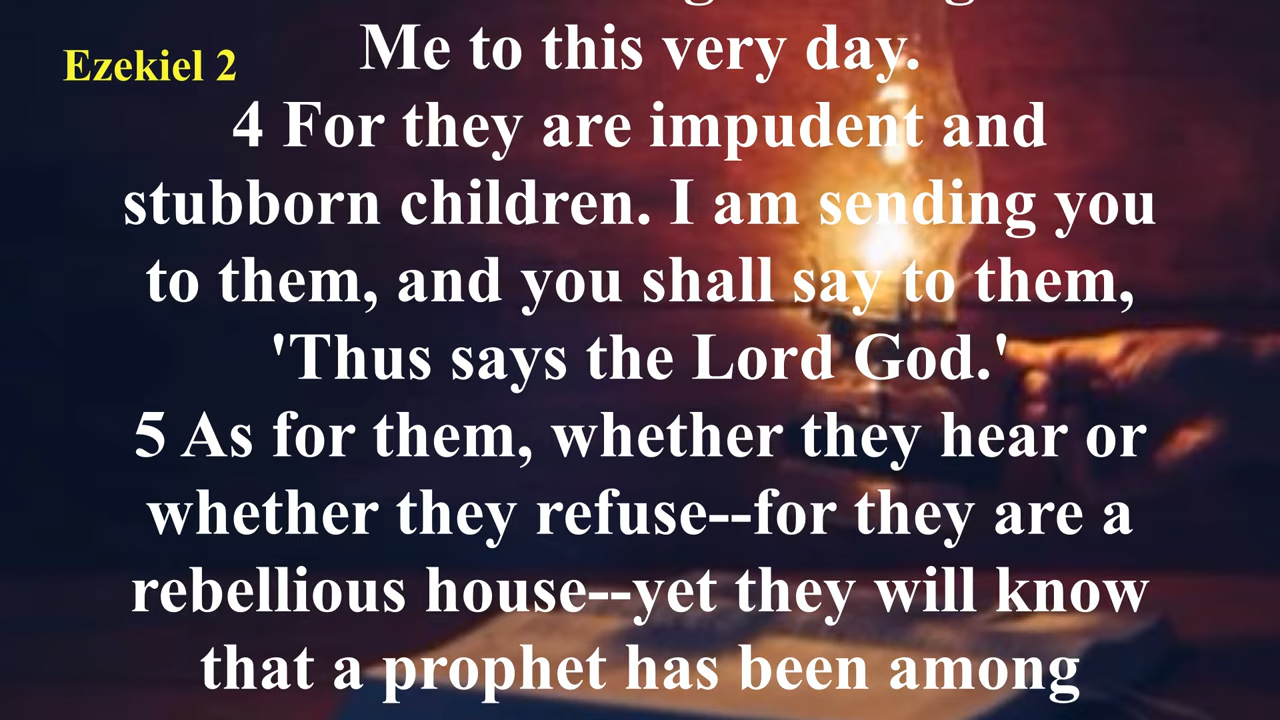 Ezekiel 2
Me to this very day.
4 For they are impudent and
stubborn children. I am sending you
to them, and you shall say to them,
'Thus says the Lord God.'
5 As for them, whether they hear or
whether they refuse--for they are a
rebellious house--yet they will know
that a prophet has been among